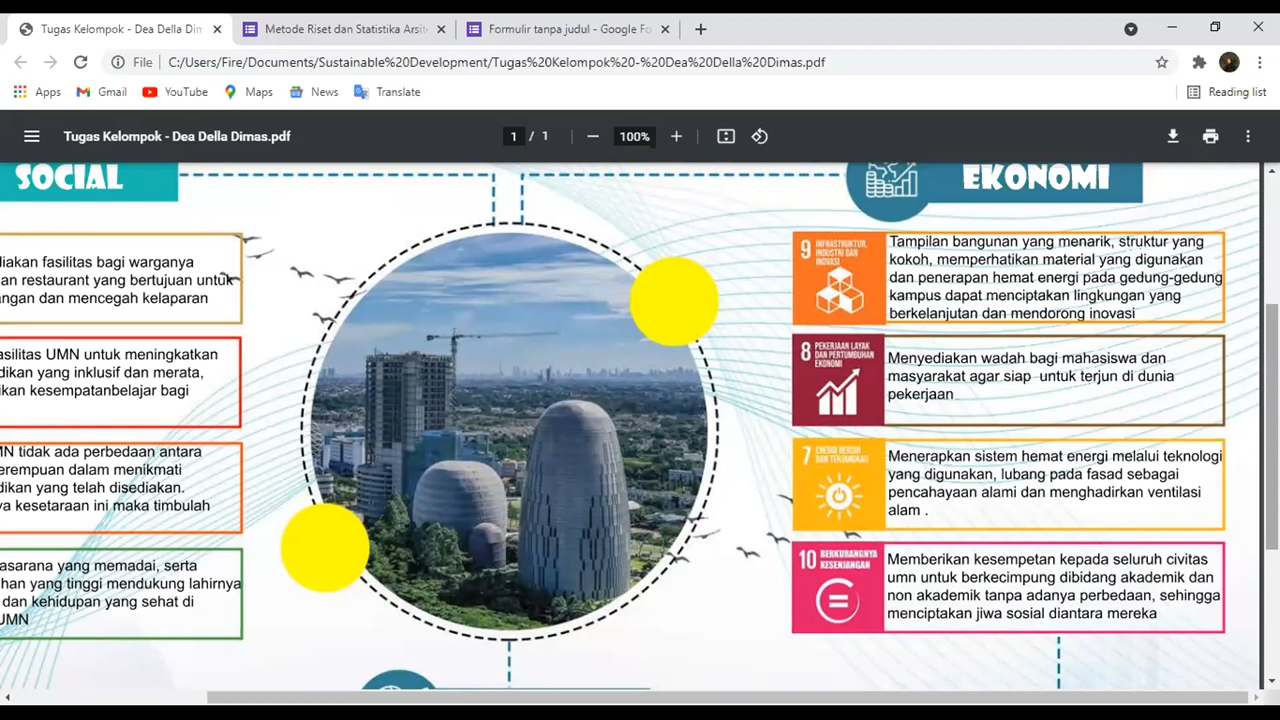 Tugas Kelompok - Dea Della Dim
Metode Riset dan Statistika Arsite
Formulir tanpa judul - Google Fo
File
C:/Users/Fire/Documents/Sustainable%20Development/Tugas%20Kelompok%20-%20Dea%20Della%20Dimas.pdf
Apps
Gmail
YouTube
Maps
News
Translate
Reading list
Tugas Kelompok - Dea Della Dimas.pdf
1 / 1
100%
SOCIAL
diakan fasilitas bagi warganya
an restaurant yang bertujuan untuk
angan dan mencegah kelaparan
asilitas UMN untuk meningkatkan
dikan yang inklusif dan merata,
ikan kesempatanbelajar bagi
MN tidak ada perbedaan antara
erempuan dalam menikmati
dikan yang telah disediakan.
ya kesetaraan ini maka timbulah
asarana yang memadai, serta
han yang tinggi mendukung lahirnya
dan kehidupan yang sehat di
UMN
EKONOMI
9 INFRASTRUKTUR,
INDUSTRI DAN
INOVASI
Tampilan bangunan yang menarik, struktur yang
kokoh, memperhatikan material yang digunakan
dan penerapan hemat energi pada gedung-gedung
kampus dapat menciptakan lingkungan yang
berkelanjutan dan mendorong inovasi
8 PEKERJAAN LAYAK
DAN PERTUMBUHAN
EKONOMI
Menyediakan wadah bagi mahasiswa dan
masyarakat agar siap untuk terjun di dunia
pekerjaan
7 ENERGI BERSIH
DAN TERJANGKAU
Menerapkan sistem hemat energi melalui teknologi
yang digunakan, lubang pada fasad sebagai
pencahayaan alami dan menghadirkan ventilasi
alam .
10 BERKURANGNYA
KESENJANGAN
Memberikan kesempetan kepada seluruh civitas
umn untuk berkecimpung dibidang akademik dan
non akademik tanpa adanya perbedaan, sehingga
menciptakan jiwa sosial diantara mereka